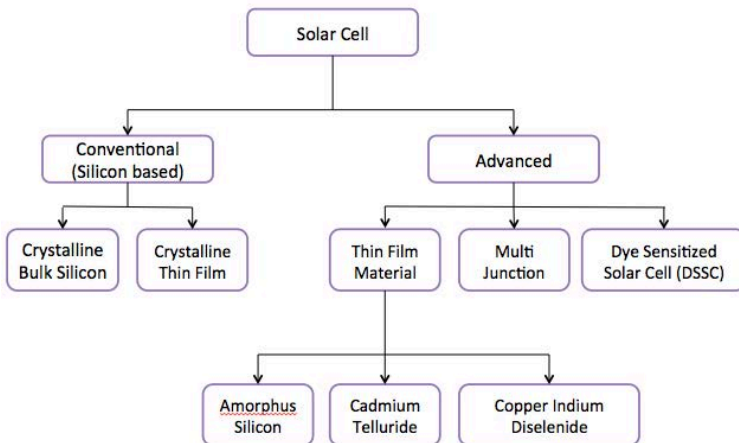 Solar Cell
Conventional
(Silicon based)
Advanced
Crystalline
Bulk Silicon
Crystalline
Thin Film
Thin Film
Material
Multi
Junction
Dye Sensitized
Solar Cell (DSSC)
Amorphus
Silicon
Cadmium
Telluride
Copper Indium
Diselenide